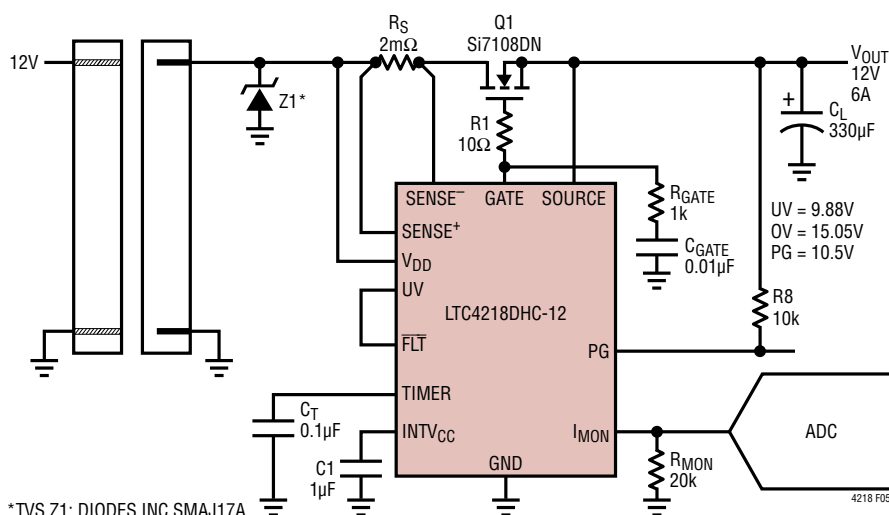 R_S
2mΩ
Q1
Si7108DN
12V
Z1*
V_OUT
12V
6A
+
C_L
330µF
R1
10Ω
SENSE⁻
GATE
SOURCE
R_GATE
1k
C_GATE
0.01µF
UV = 9.88V
OV = 15.05V
PG = 10.5V
SENSE⁺
V_DD
UV
LTC4218DHC-12
R8
10k
F̅L̅T̅
PG
TIMER
C_T
0.1µF
INTV_CC
I_MON
ADC
C1
1µF
GND
R_MON
20k
*TVS Z1: DIODES INC SMAJ17A
4218 F05